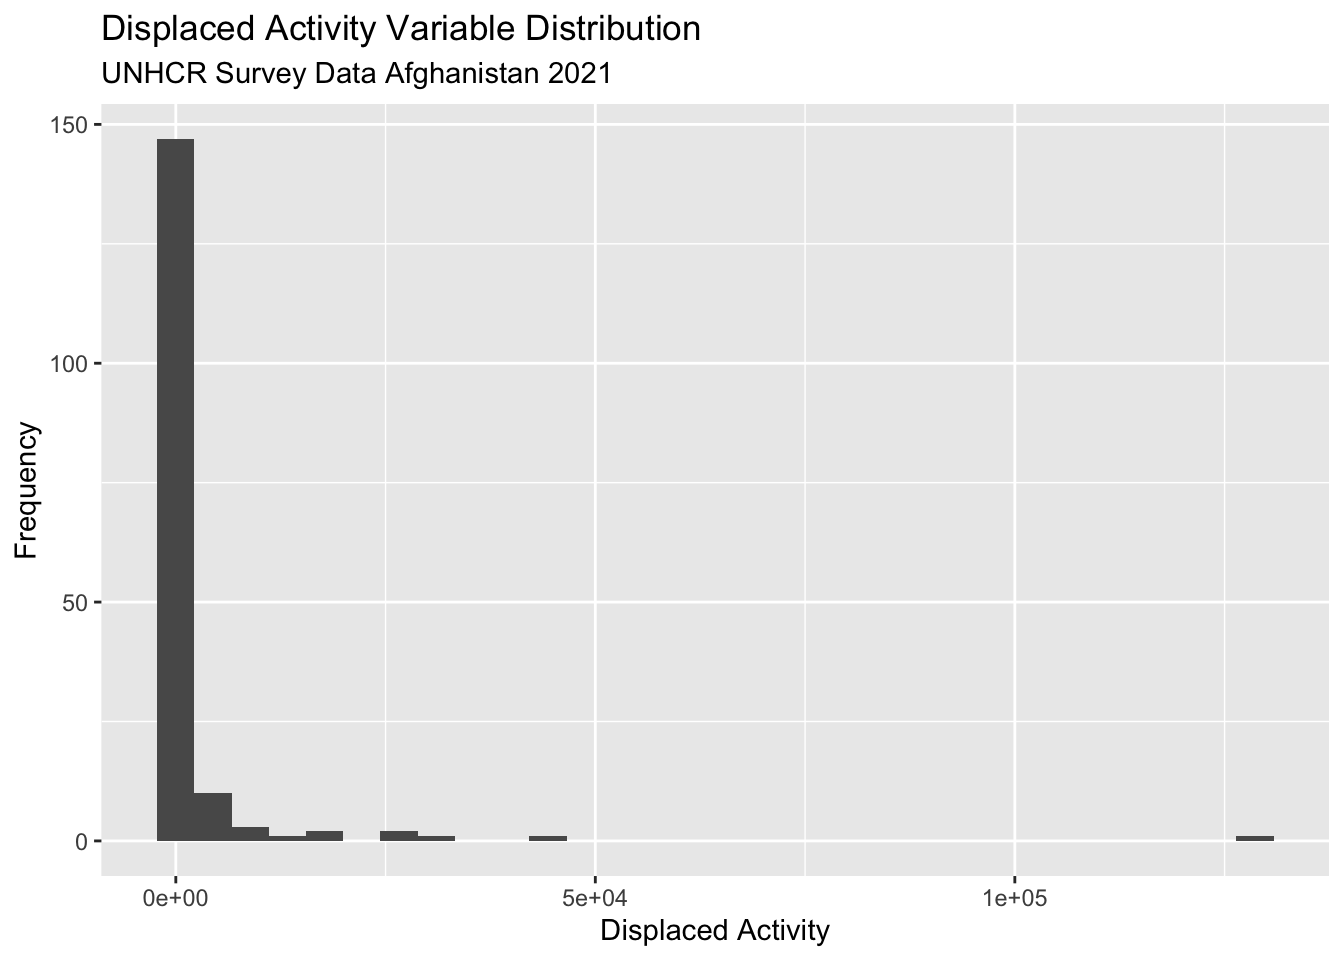 Displaced Activity Variable Distribution
UNHCR Survey Data Afghanistan 2021
150
100
50
0
Frequency
0e+00
5e+04
1e+05
Displaced Activity